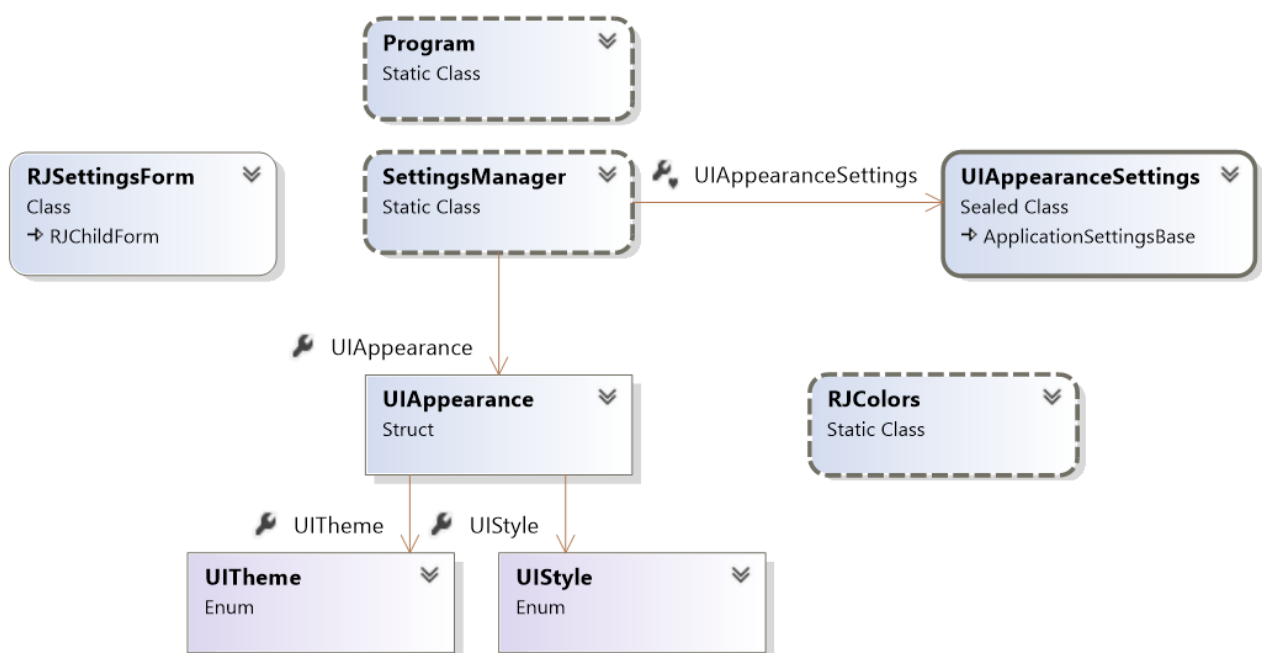 Program
Static Class
RJSettingsForm
Class
RJChildForm
SettingsManager
Static Class
UIAppearanceSettings
UIAppearanceSettings
Sealed Class
ApplicationSettingsBase
UIAppearance
UIAppearance
Struct
RJColors
Static Class
UITheme
UIStyle
UITheme
Enum
UIStyle
Enum